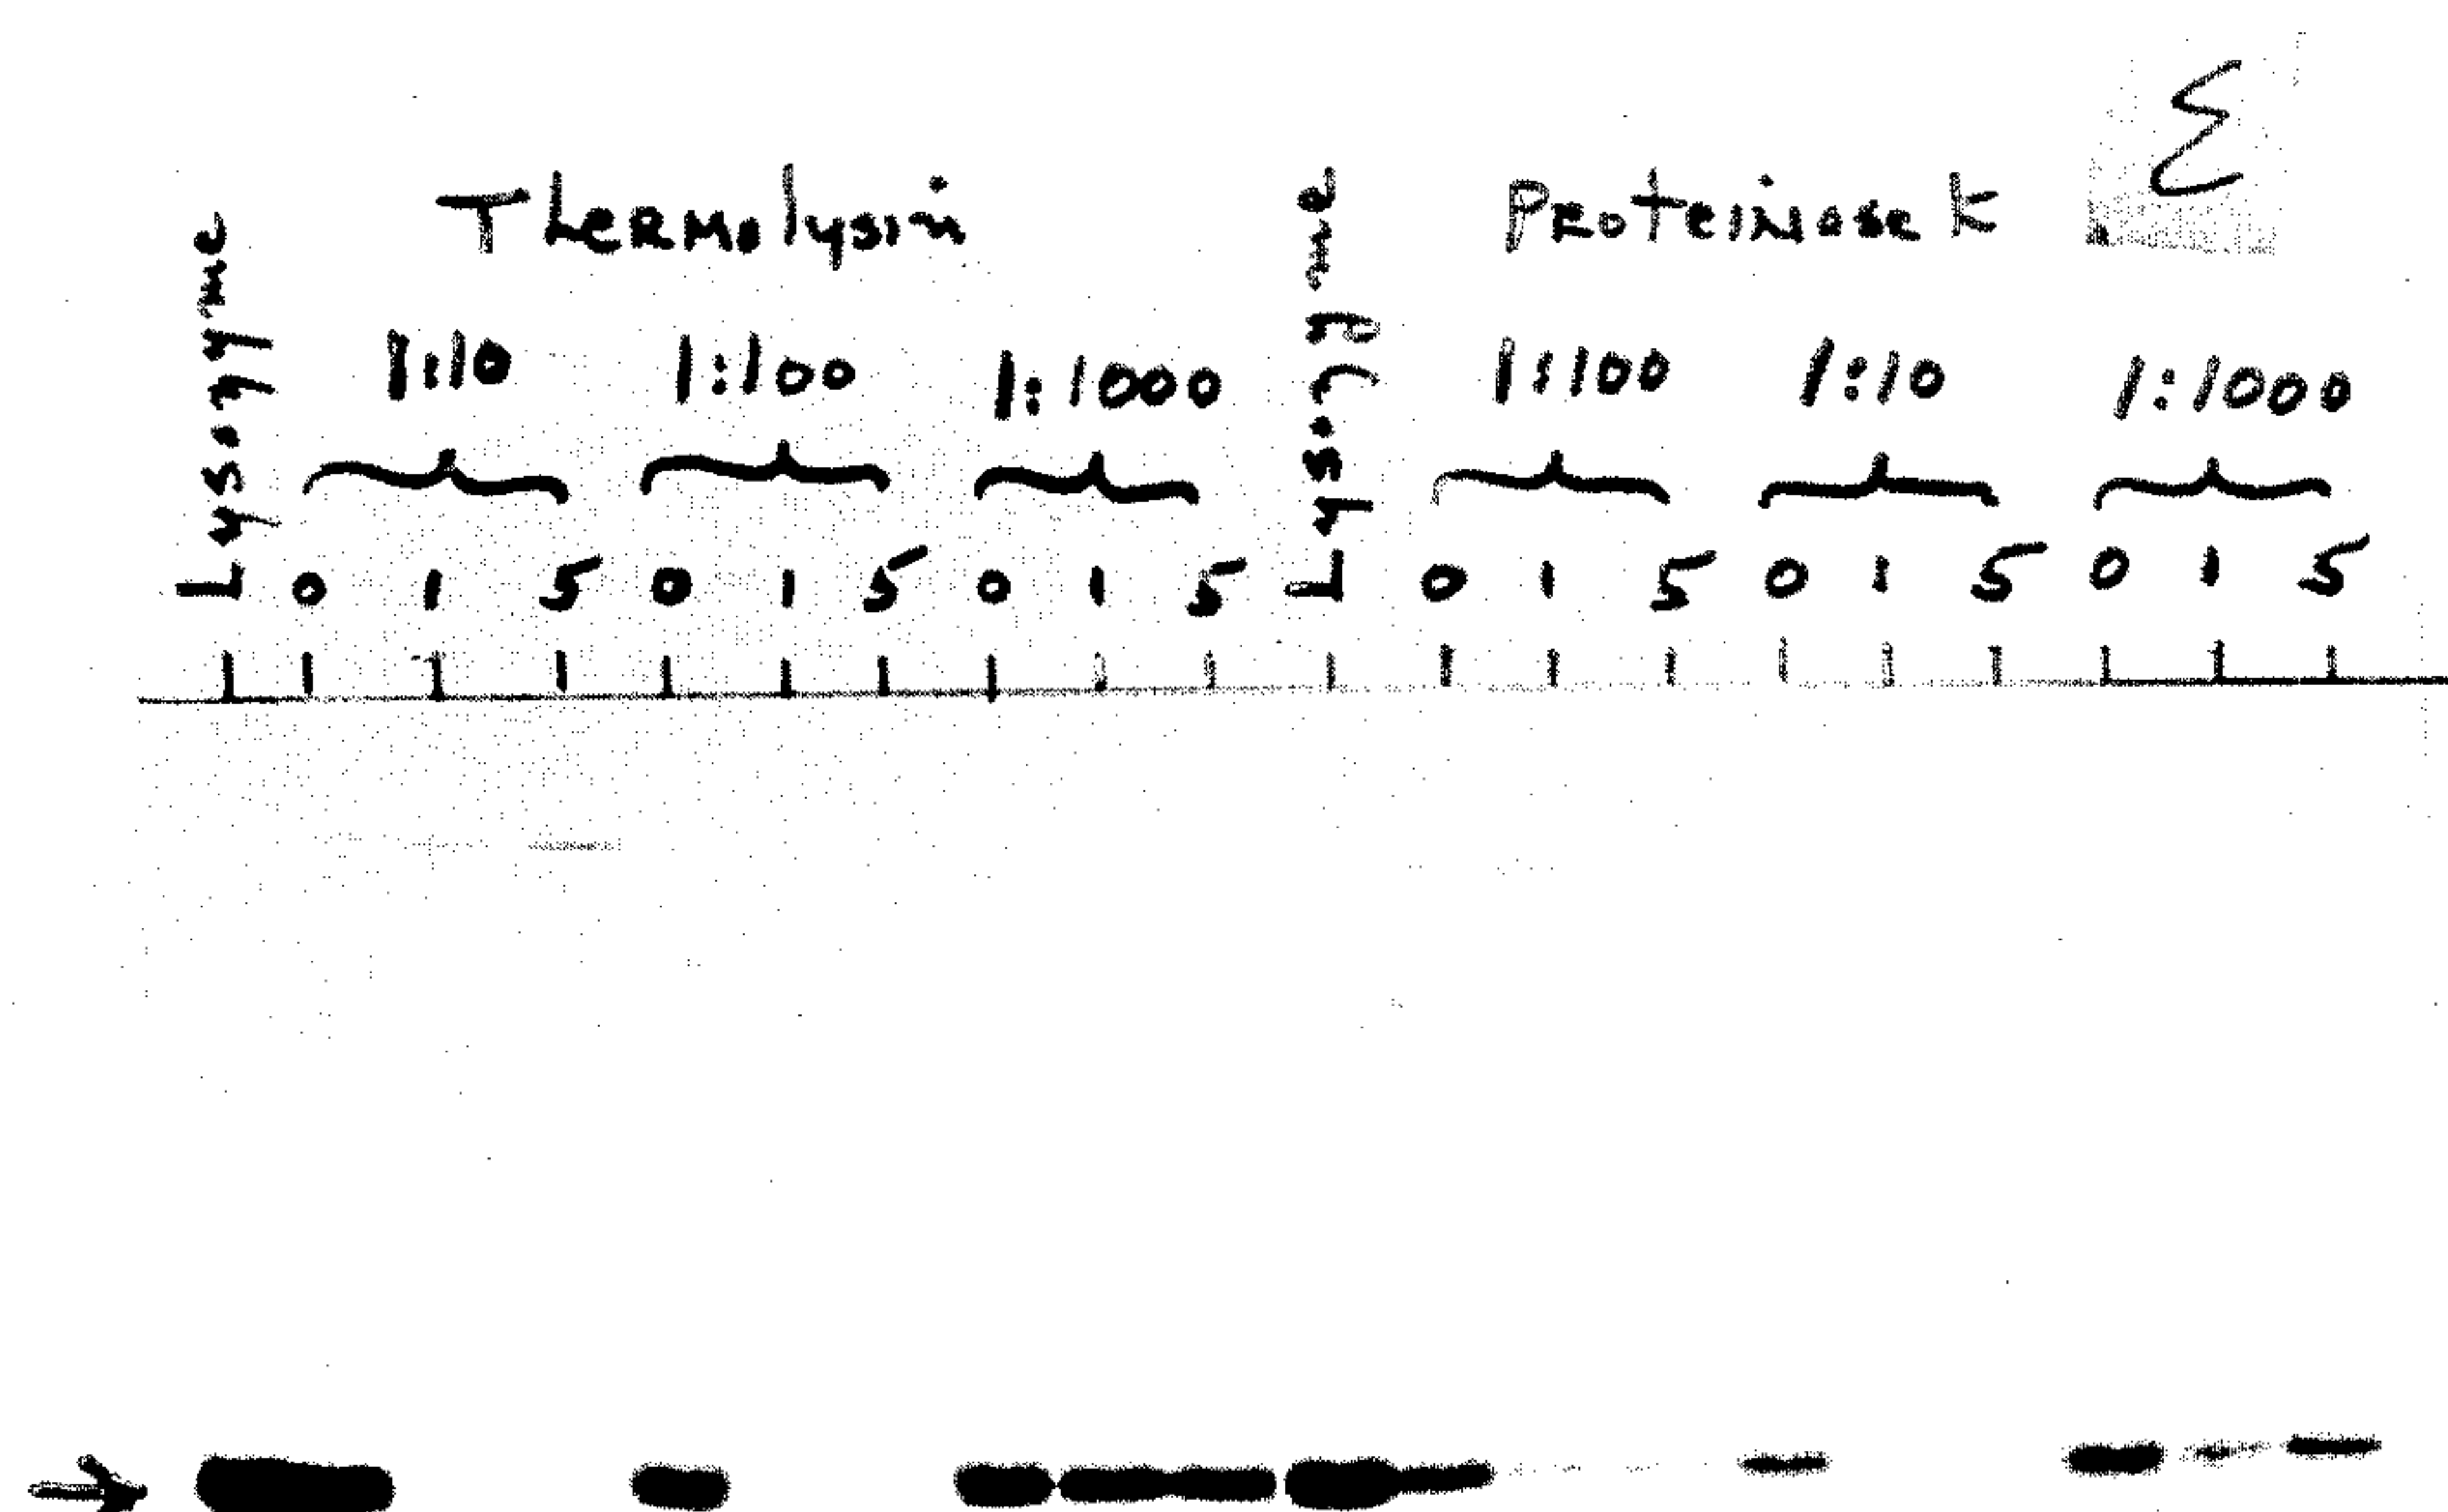 Σ
Thermolysin Proteinase K
1:10 1:100 1:1000 1:100 1:10 1:1000
Lysozyme 0 1 5 0 1 5 0 1 5 Lysozyme 0 1 5 0 1 5 0 1 5